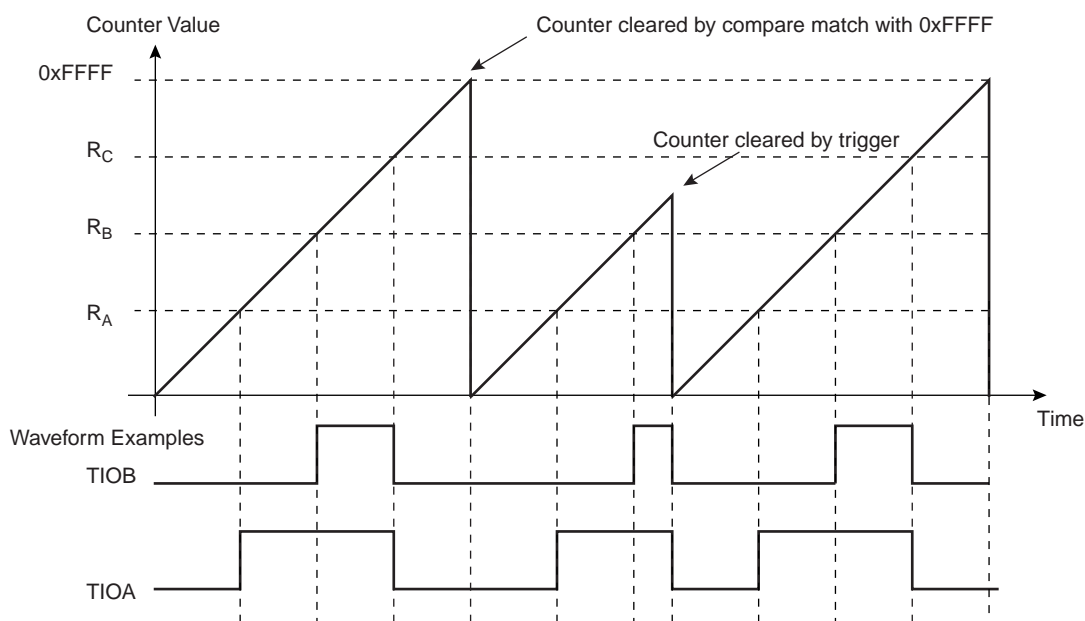 Counter Value
Counter cleared by compare match with 0xFFFF
0xFFFF
Counter cleared by trigger
RC
RB
RA
Time
Waveform Examples
TIOB
TIOA